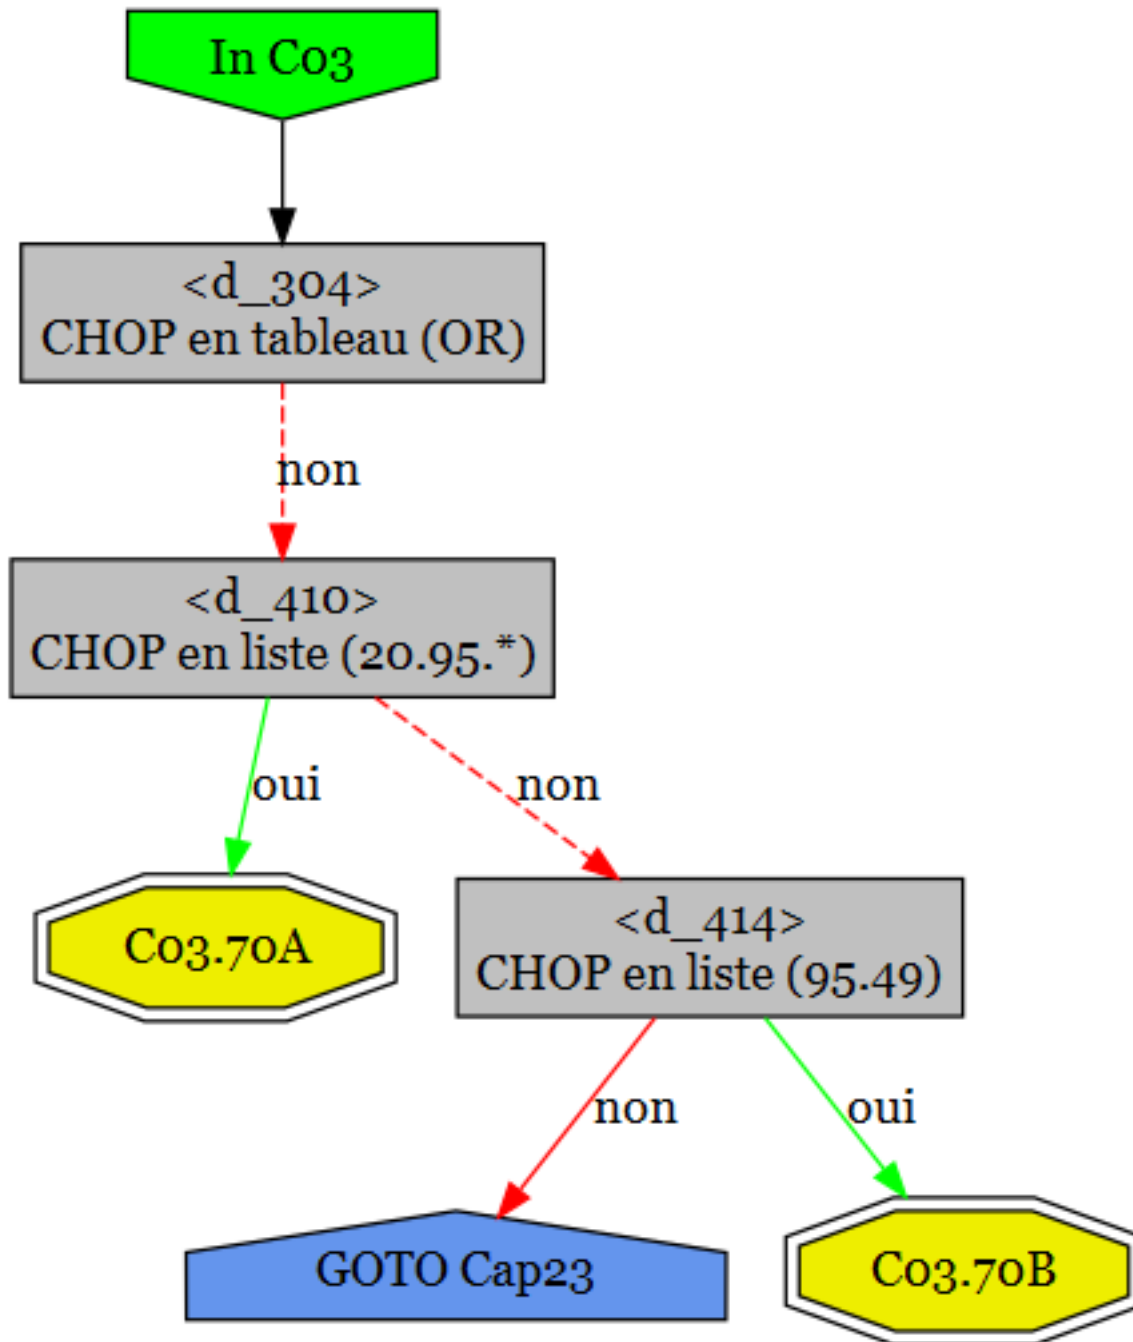 In C03
<d_304>
CHOP en tableau (OR)
non
<d_410>
CHOP en liste (20.95.*)
oui
non
C03.70A
<d_414>
CHOP en liste (95.49)
non
oui
GOTO Cap23
C03.70B